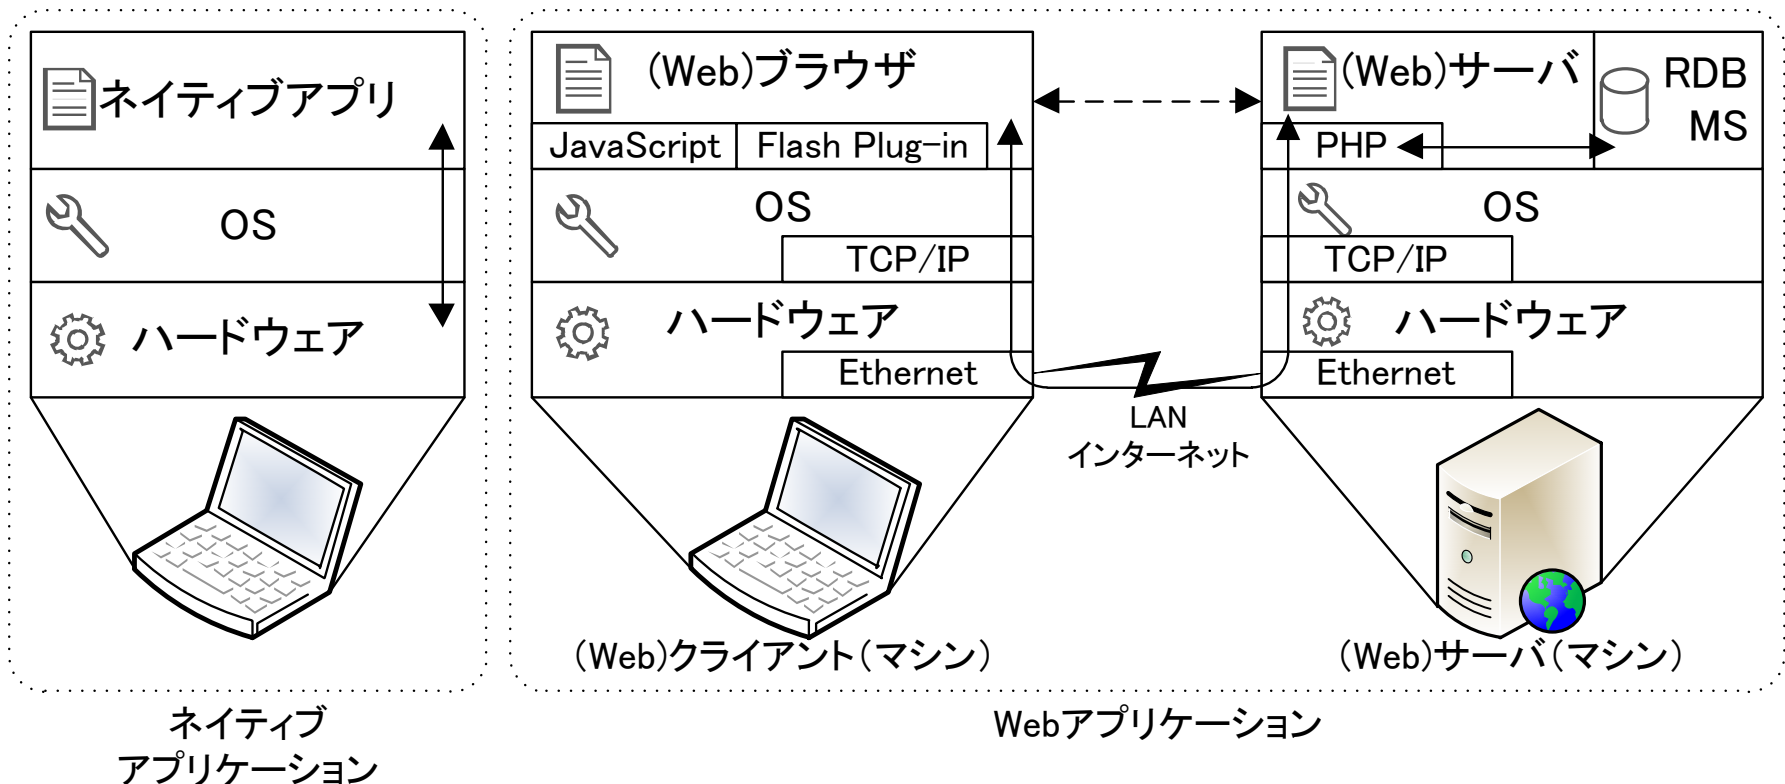 ネイティブアプリ
OS
ハードウェア
ネイティブ
アプリケーション
(Web)ブラウザ
JavaScript
Flash Plug-in
OS
TCP/IP
ハードウェア
Ethernet
(Web)クライアント（マシン）
LAN
インターネット
(Web)サーバ
RDB
MS
PHP
OS
TCP/IP
ハードウェア
Ethernet
(Web)サーバ（マシン）
Webアプリケーション